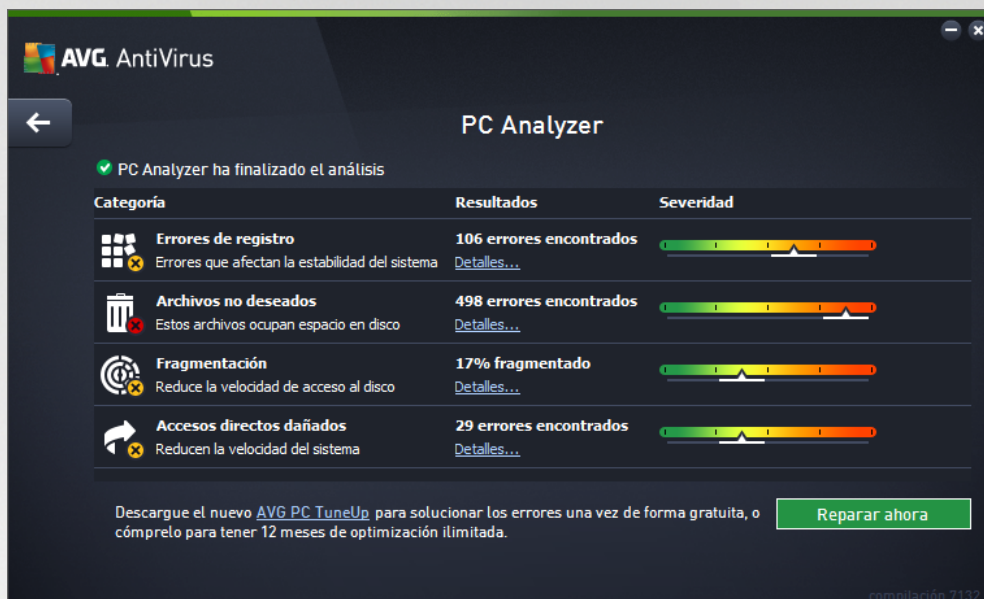 AVG. AntiVirus
PC Analyzer
PC Analyzer ha finalizado el análisis
Categoría Resultados Severidad
Errores de registro 106 errores encontrados
Errores que afectan la estabilidad del sistema Detalles...
Archivos no deseados 498 errores encontrados
Estos archivos ocupan espacio en disco Detalles...
Fragmentación 17% fragmentado
Reduce la velocidad de acceso al disco Detalles...
Accesos directos dañados 29 errores encontrados
Reducen la velocidad del sistema Detalles...
Descargue el nuevo AVG PC TuneUp para solucionar los errores una vez de forma gratuita, o
cómprelo para tener 12 meses de optimización ilimitada.
Reparar ahora
compilación 7132